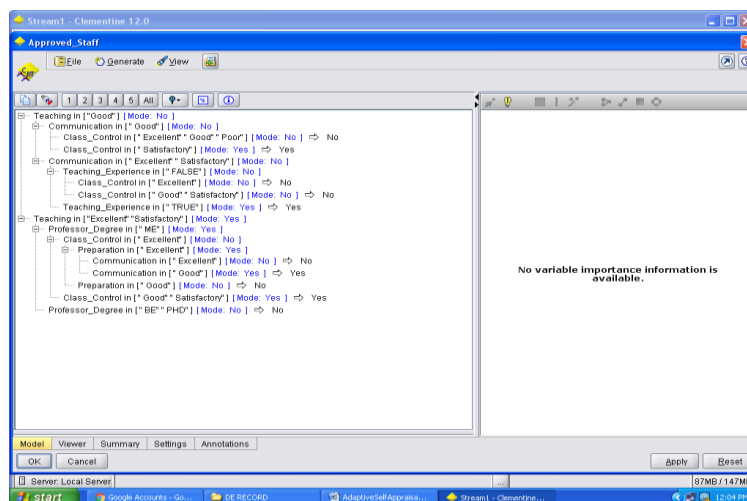 Stream1 - Clementine 12.0
Approved_Staff
File Generate View
1 2 3 4 5 All
Teaching in ["Good"] [Mode: No ]
Communication in [" Good"] [Mode: No ]
Class_Control in [" Excellent" " Good" " Poor"] [Mode: No ] ⇨ No
Class_Control in [" Satisfactory"] [Mode: Yes ] ⇨ Yes
Communication in [" Excellent" " Satisfactory"] [Mode: No ]
Teaching_Experience in [" FALSE"] [Mode: No ]
Class_Control in [" Excellent"] [Mode: No ] ⇨ No
Class_Control in [" Good" " Satisfactory"] [Mode: No ] ⇨ No
Teaching_Experience in [" TRUE"] [Mode: Yes ] ⇨ Yes
Teaching in ["Excellent" "Satisfactory"] [Mode: Yes ]
Professor_Degree in [" ME"] [Mode: Yes ]
Class_Control in [" Excellent"] [Mode: No ]
Preparation in [" Excellent"] [Mode: Yes ]
Communication in [" Excellent"] [Mode: No ] ⇨ No
Communication in [" Good"] [Mode: Yes ] ⇨ Yes
Preparation in [" Good"] [Mode: No ] ⇨ No
Class_Control in [" Good" " Satisfactory"] [Mode: Yes ] ⇨ Yes
Professor_Degree in [" BE" " PHD"] [Mode: No ] ⇨ No
No variable importance information is
available.
Model Viewer Summary Settings Annotations
OK Cancel Apply Reset
Server: Local Server ... 87MB / 147M
start Google Accounts - Go... DE RECORD AdaptiveSelfAppraisa... Stream1 - Clementine... 12:04 PM